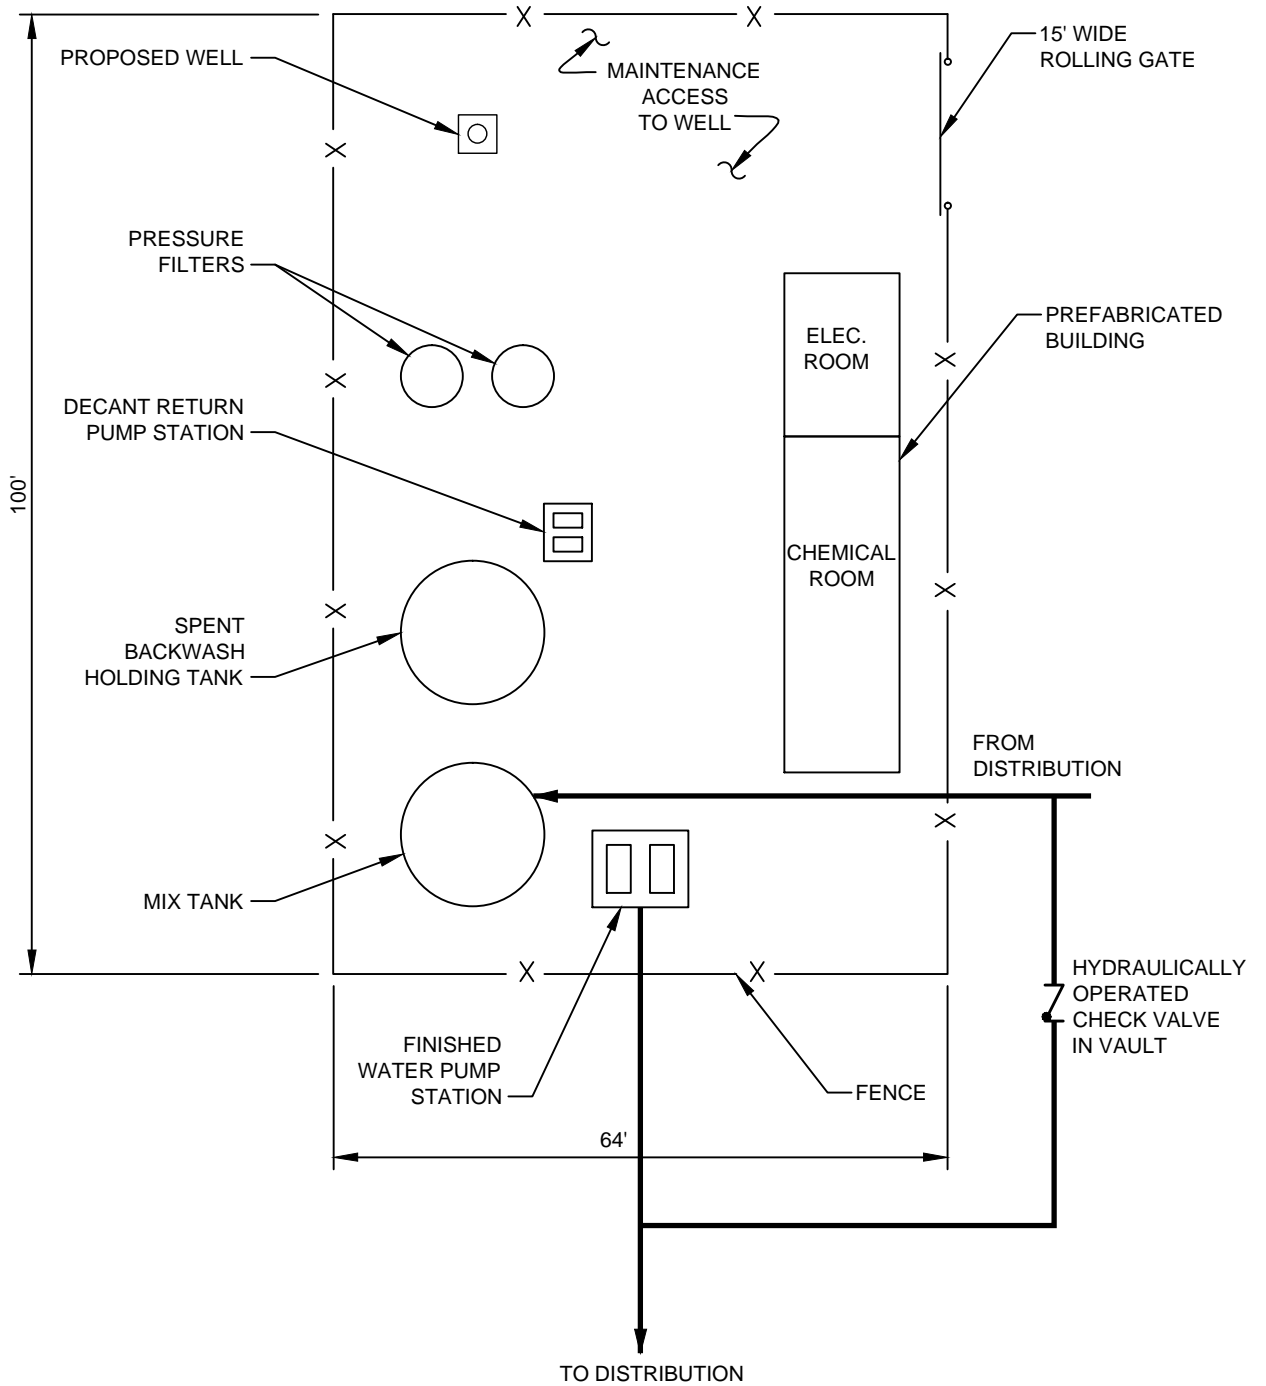 PROPOSED WELL
MAINTENANCE
ACCESS
TO WELL
15' WIDE
ROLLING GATE
PRESSURE
FILTERS
PREFABRICATED
BUILDING
ELEC.
ROOM
DECANT RETURN
PUMP STATION
100'
CHEMICAL
ROOM
SPENT
BACKWASH
HOLDING TANK
FROM
DISTRIBUTION
MIX TANK
HYDRAULICALLY
OPERATED
CHECK VALVE
IN VAULT
FINISHED
WATER PUMP
STATION
FENCE
64'
TO DISTRIBUTION